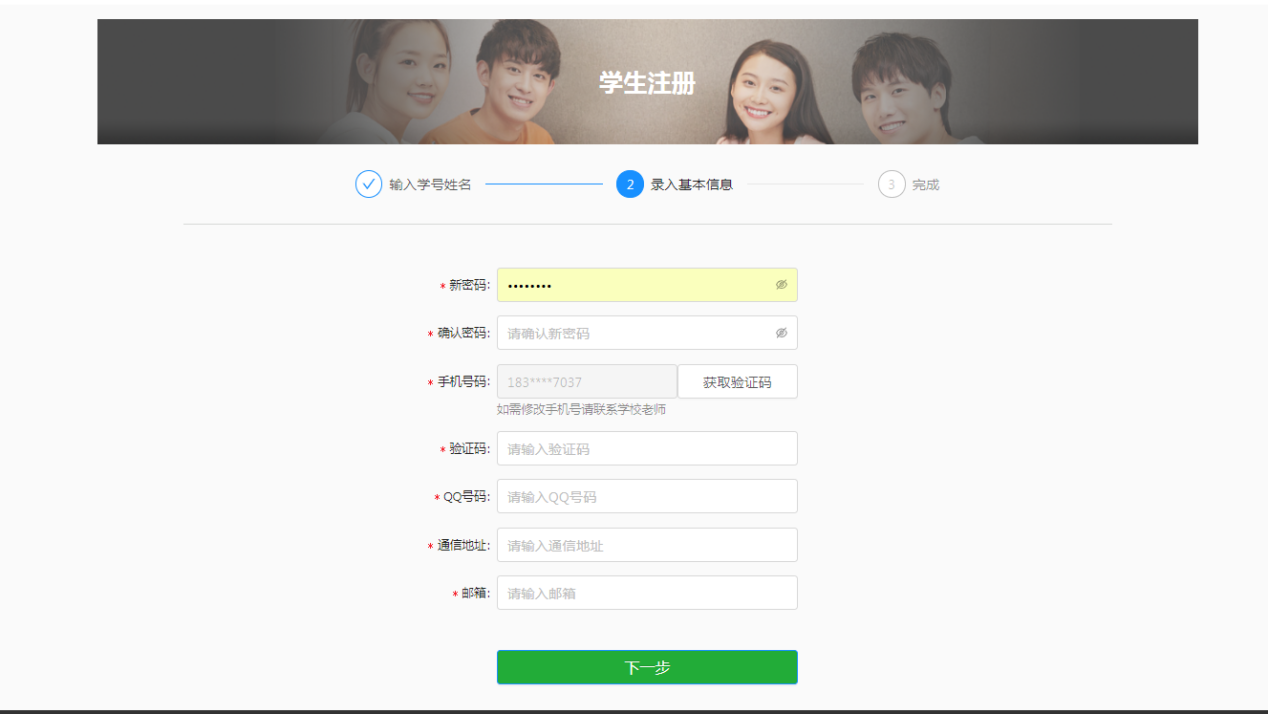 学生注册
输入学号姓名 2 录入基本信息 3 完成
* 新密码: ••••••••
* 确认密码: 请确认新密码
* 手机号码: 183****7037 获取验证码
如需修改手机号请联系学校老师
* 验证码: 请输入验证码
* QQ号码: 请输入QQ号码
* 通信地址: 请输入通信地址
* 邮箱: 请输入邮箱
下一步